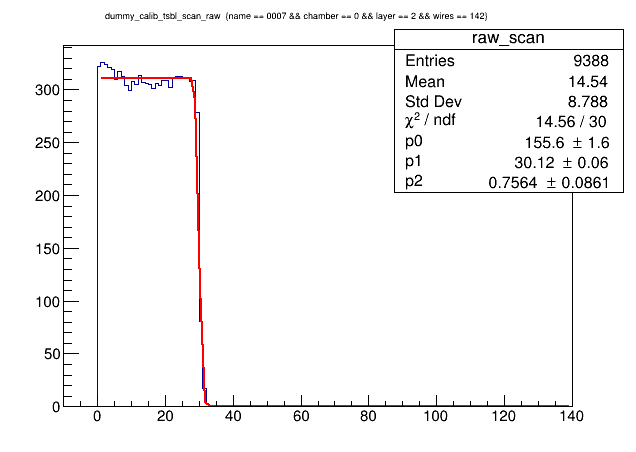 dummy_calib_tsbl_scan_raw (name == 0007 && chamber == 0 && layer == 2 && wires == 142)
raw_scan
Entries 9388
Mean 14.54
Std Dev 8.788
χ² / ndf 14.56 / 30
p0 155.6 ± 1.6
p1 30.12 ± 0.06
p2 0.7564 ± 0.0861
300
250
200
150
100
50
0
0 20 40 60 80 100 120 140